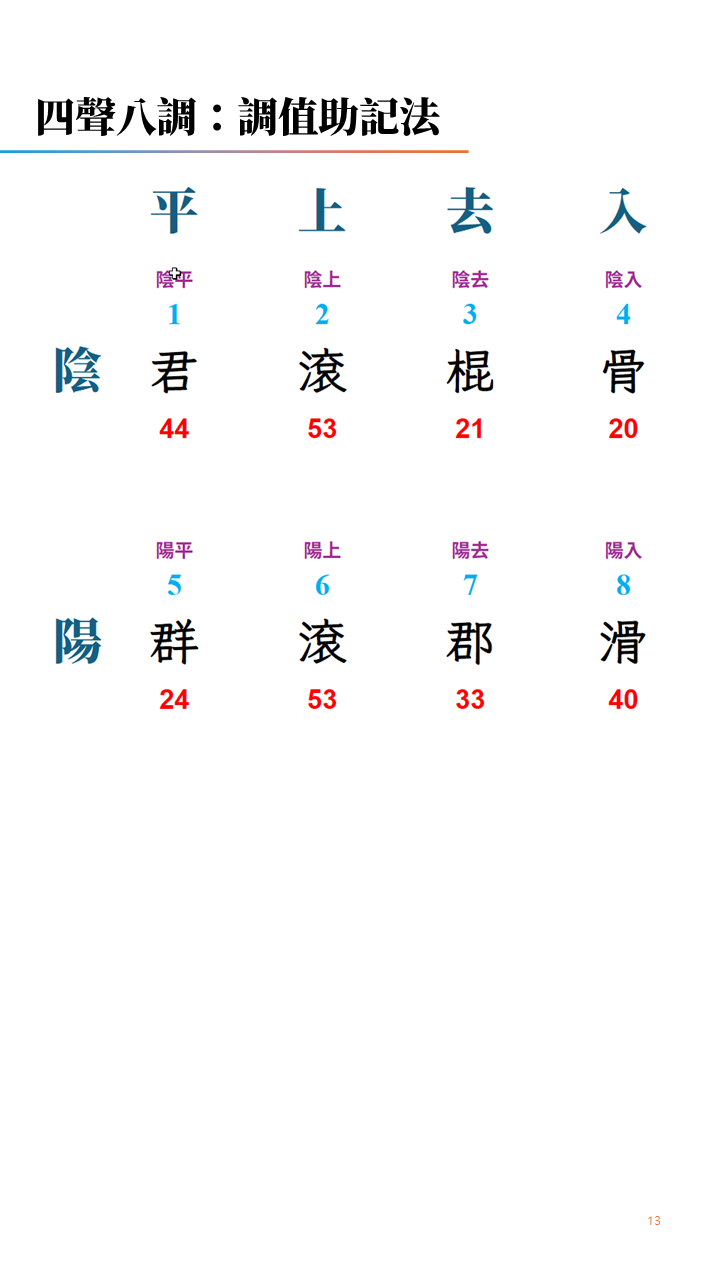 四聲八調：調值助記法
平 上 去 入
陰平 陰上 陰去 陰入
1 2 3 4
陰 君 滾 棍 骨
44 53 21 20
陽平 陽上 陽去 陽入
5 6 7 8
陽 群 滾 郡 滑
24 53 33 40
13